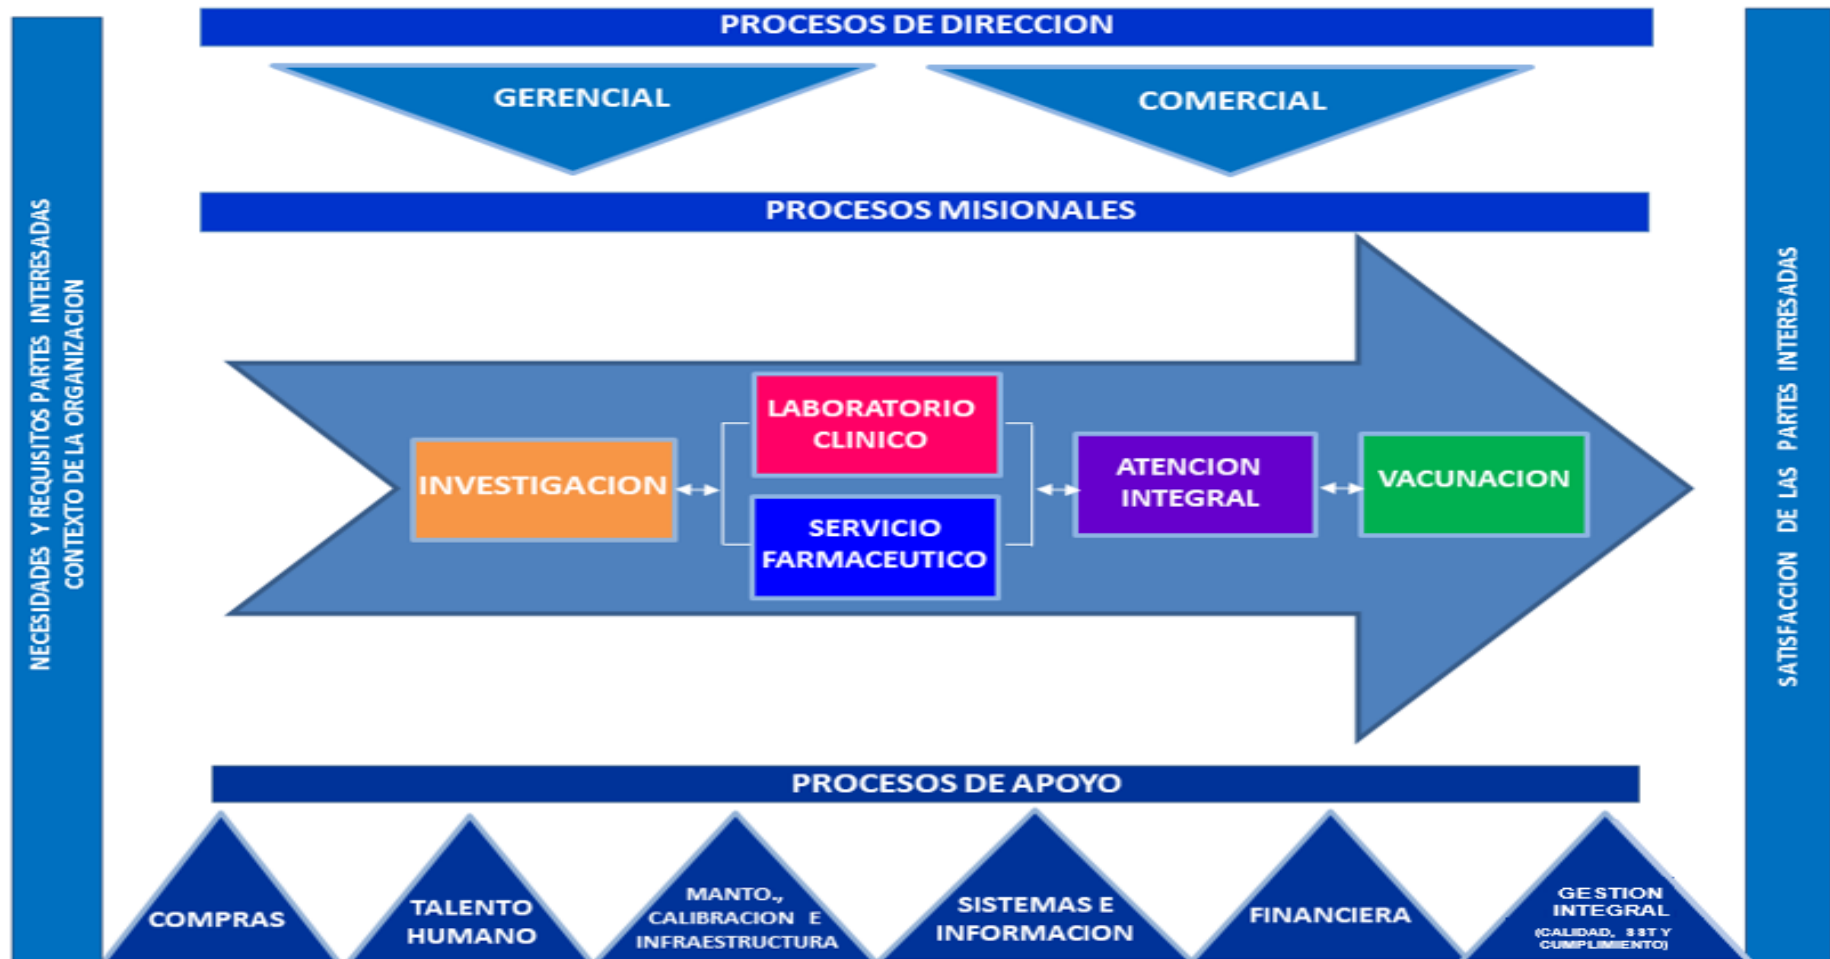 PROCESOS DE DIRECCION
GERENCIAL
COMERCIAL
PROCESOS MISIONALES
NECESIDADES Y REQUISITOS PARTES INTERESADAS
CONTEXTO DE LA ORGANIZACION
INVESTIGACION
LABORATORIO
CLINICO
SERVICIO
FARMACEUTICO
ATENCION
INTEGRAL
VACUNACION
SATISFACCION DE LAS PARTES INTERESADAS
PROCESOS DE APOYO
COMPRAS
TALENTO
HUMANO
MANTO.,
CALIBRACION E
INFRAESTRUCTURA
SISTEMAS E
INFORMACION
FINANCIERA
GESTION
INTEGRAL
(CALIDAD, SST Y
CUMPLIMIENTO)